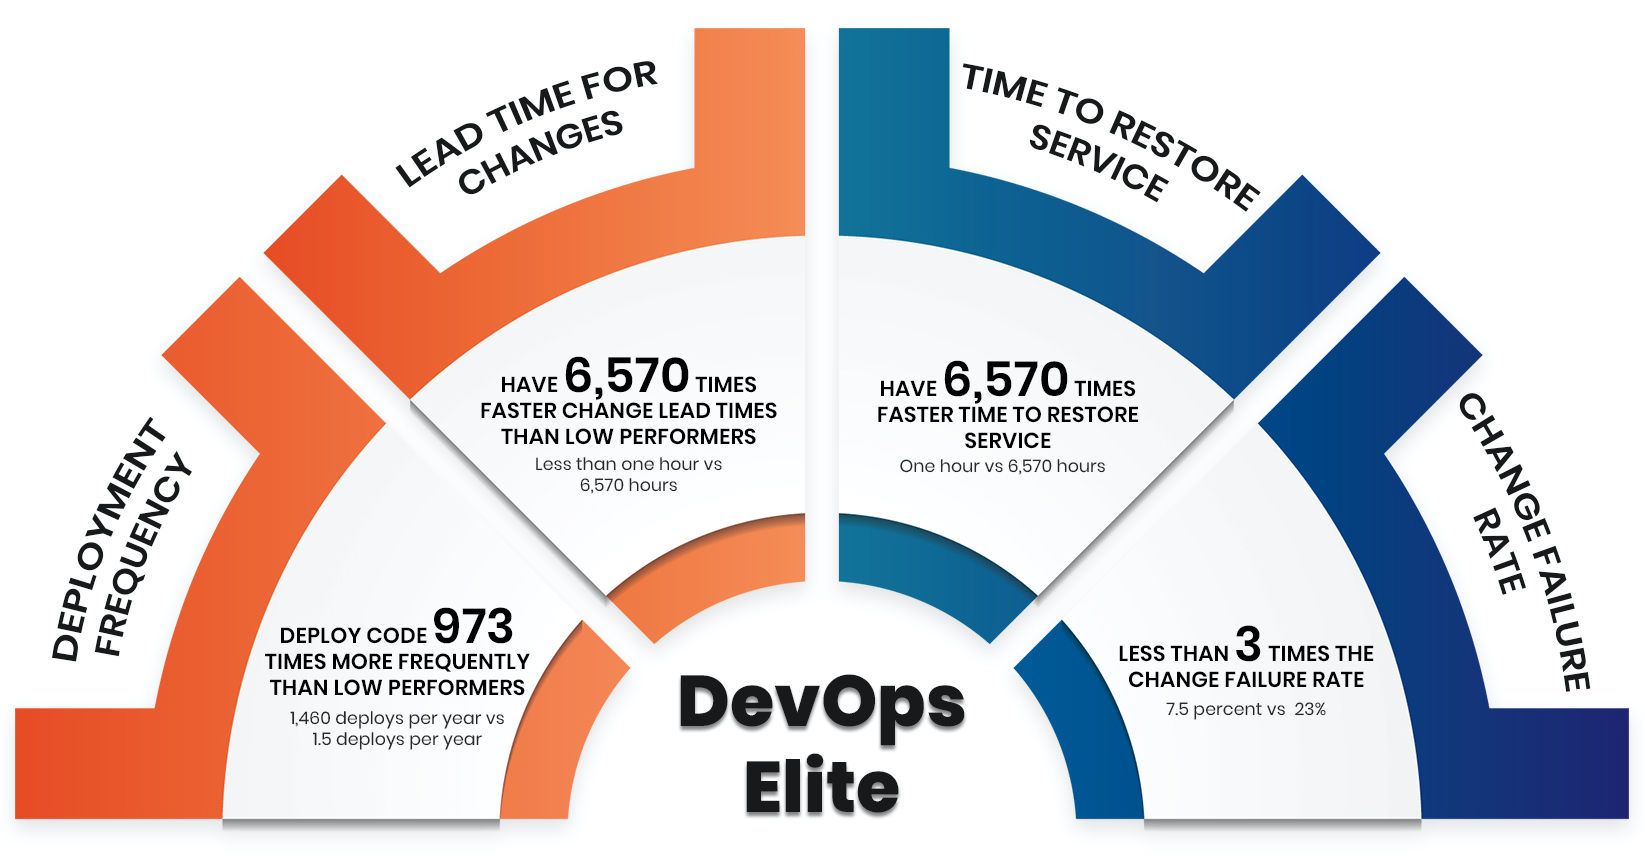 DEPLOYMENT
FREQUENCY
DEPLOY CODE 973
TIMES MORE FREQUENTLY
THAN LOW PERFORMERS
1,460 deploys per year vs
1.5 deploys per year
LEAD TIME FOR
CHANGES
HAVE 6,570 TIMES
FASTER CHANGE LEAD TIMES
THAN LOW PERFORMERS
Less than one hour vs
6,570 hours
TIME TO RESTORE
SERVICE
HAVE 6,570 TIMES
FASTER TIME TO RESTORE
SERVICE
One hour vs 6,570 hours
CHANGE FAILURE
RATE
LESS THAN 3 TIMES THE
CHANGE FAILURE RATE
7.5 percent vs 23%
DevOps
Elite